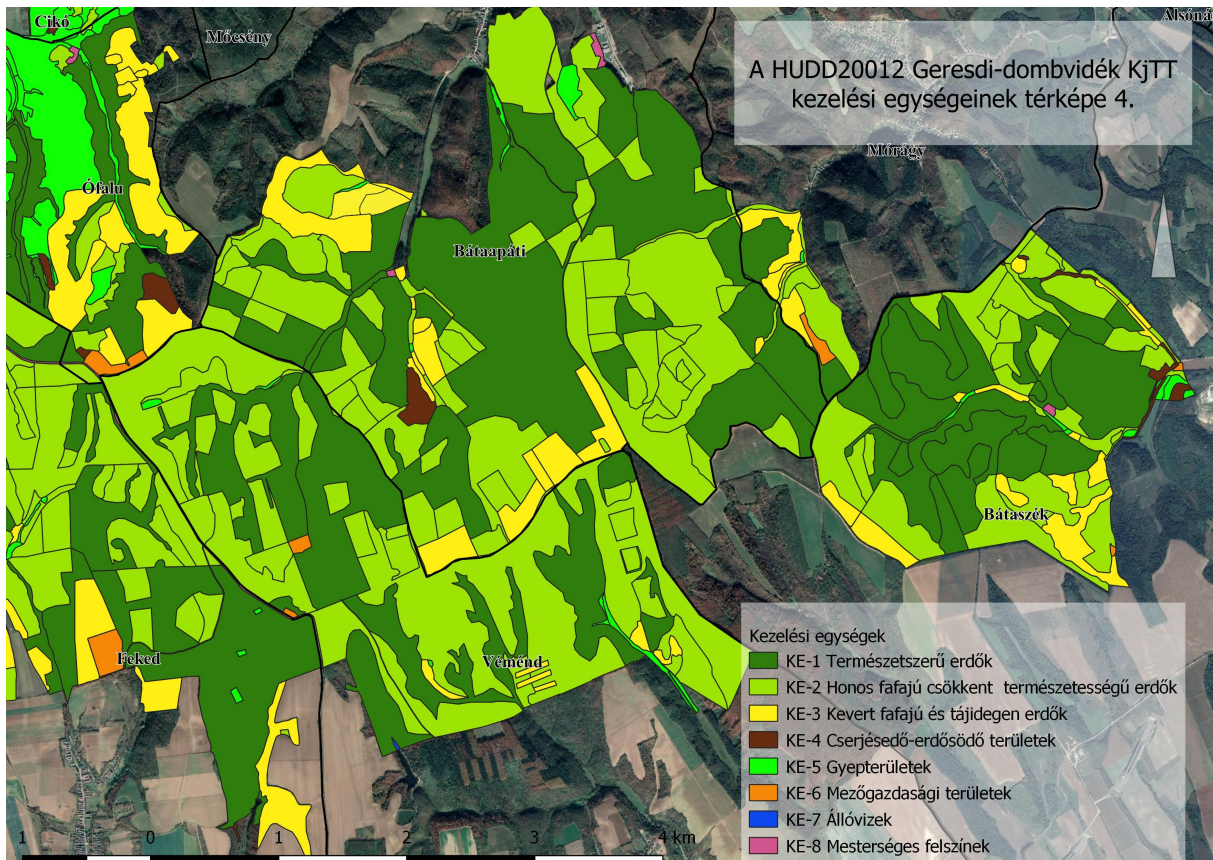 Cikó
Mőcsény
Alsóná
A HUDD20012 Geresdi-dombvidék KjTT
kezelési egységeinek térképe 4.
Mórágy
Ófalu
Bátaapáti
Bátaszék
Feked
Véménd
Kezelési egységek
KE-1 Természetszerű erdők
KE-2 Honos fafajú csökkent természetességű erdők
KE-3 Kevert fafajú és tájidegen erdők
KE-4 Cserjésedő-erdősödő területek
KE-5 Gyepterületek
KE-6 Mezőgazdasági területek
KE-7 Állóvizek
KE-8 Mesterséges felszínek
1 0 1 2 3 4 km